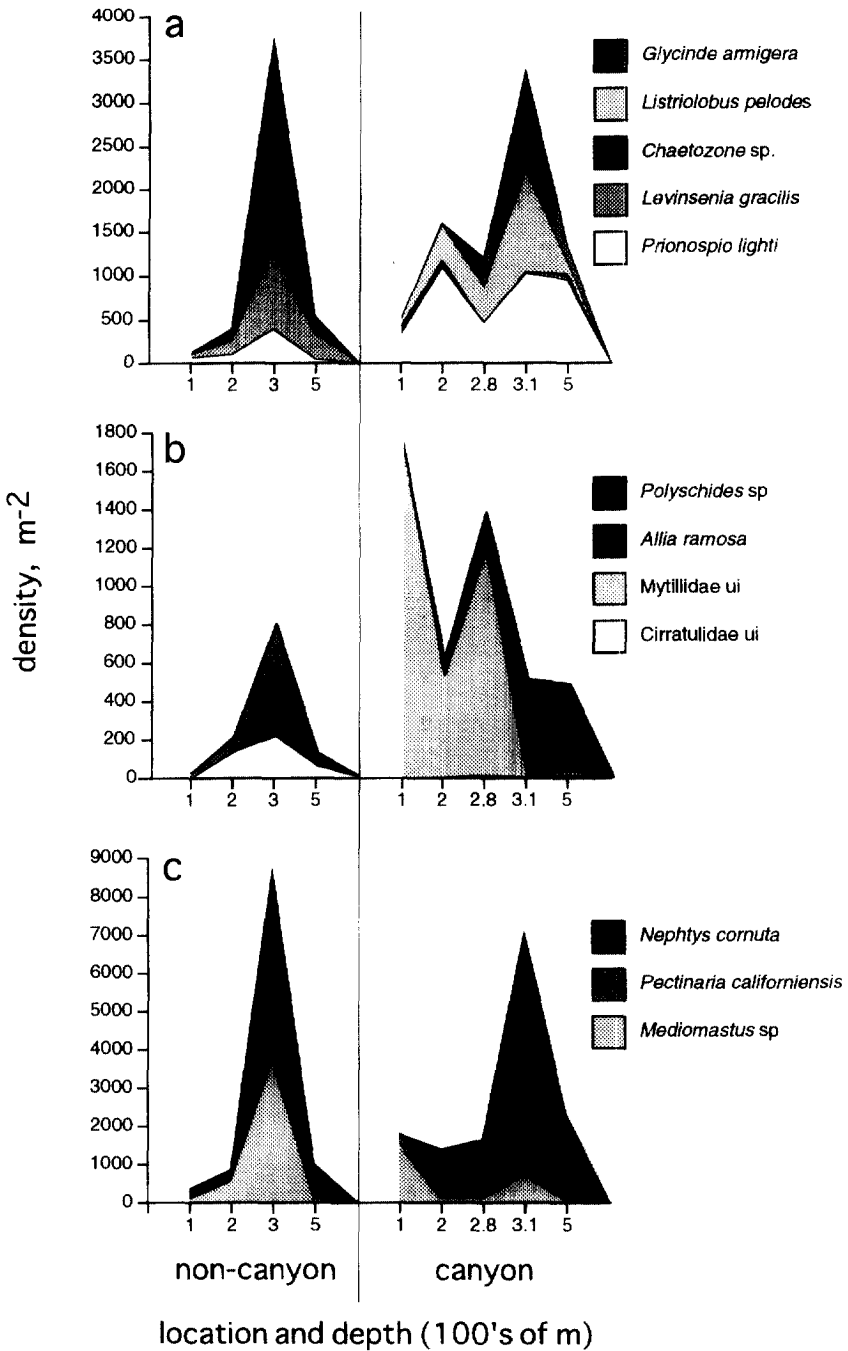 a
4000
3500
3000
2500
2000
1500
1000
500
0
1 2 3 5 1 2 2.8 3.1 5
Glycinde armigera
Listriolobus pelodes
Chaetozone sp.
Levinsenia gracilis
Prionospio lighti
b
1800
1600
1400
1200
1000
800
600
400
200
0
1 2 3 5 1 2 2.8 3.1 5
Polyschides sp
Allia ramosa
Mytillidae ui
Cirratulidae ui
density, m-2
c
9000
8000
7000
6000
5000
4000
3000
2000
1000
0
1 2 3 5 1 2 2.8 3.1 5
Nephtys cornuta
Pectinaria californiensis
Mediomastus sp
non-canyon canyon
location and depth (100's of m)